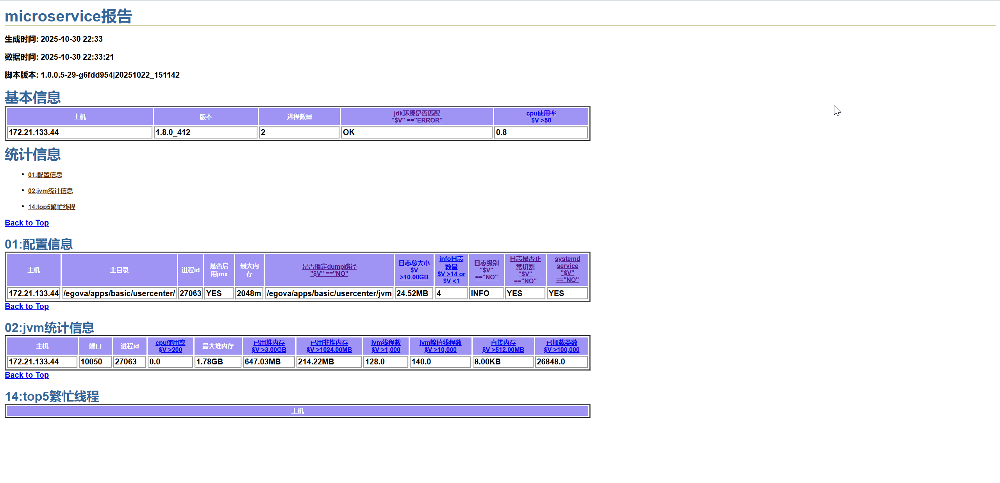 microservice报告
生成时间: 2025-10-30 22:33
数据时间: 2025-10-30 22:33:21
脚本版本: 1.0.0.5-29-g6fdd954|20251022_151142
基本信息
主机 版本 进程数量 jdk环境是否匹配 "$V" =="ERROR" cpu使用率 $V >50
172.21.133.44 1.8.0_412 2 OK 0.8
统计信息
• 01:配置信息
• 02:jvm统计信息
• 14:top5繁忙线程
Back to Top
01:配置信息
主机 主目录 进程id 是否启用jmx 最大内存 是否指定dump路径 "$V" =="NO" 日志总大小 $V >10.00GB info日志数量 $V >14 or $V <1 日志级别 "$V" =="NO" 日志是否正常切割 "$V" =="NO" systemd service "$V" =="NO"
172.21.133.44 /egova/apps/basic/usercenter/ 27063 YES 2048m /egova/apps/basic/usercenter/jvm 24.52MB 4 INFO YES YES
Back to Top
02:jvm统计信息
主机 端口 进程id cpu使用率 $V >200 最大堆内存 已用堆内存 $V >3.00GB 已用非堆内存 $V >1024.00MB jvm线程数 $V >1,000 jvm峰值线程数 $V >10,000 直接内存 $V >512.00MB 已加载类数 $V >100,000
172.21.133.44 10050 27063 0.0 1.78GB 647.03MB 214.22MB 128.0 140.0 8.00KB 26848.0
Back to Top
14:top5繁忙线程
主机